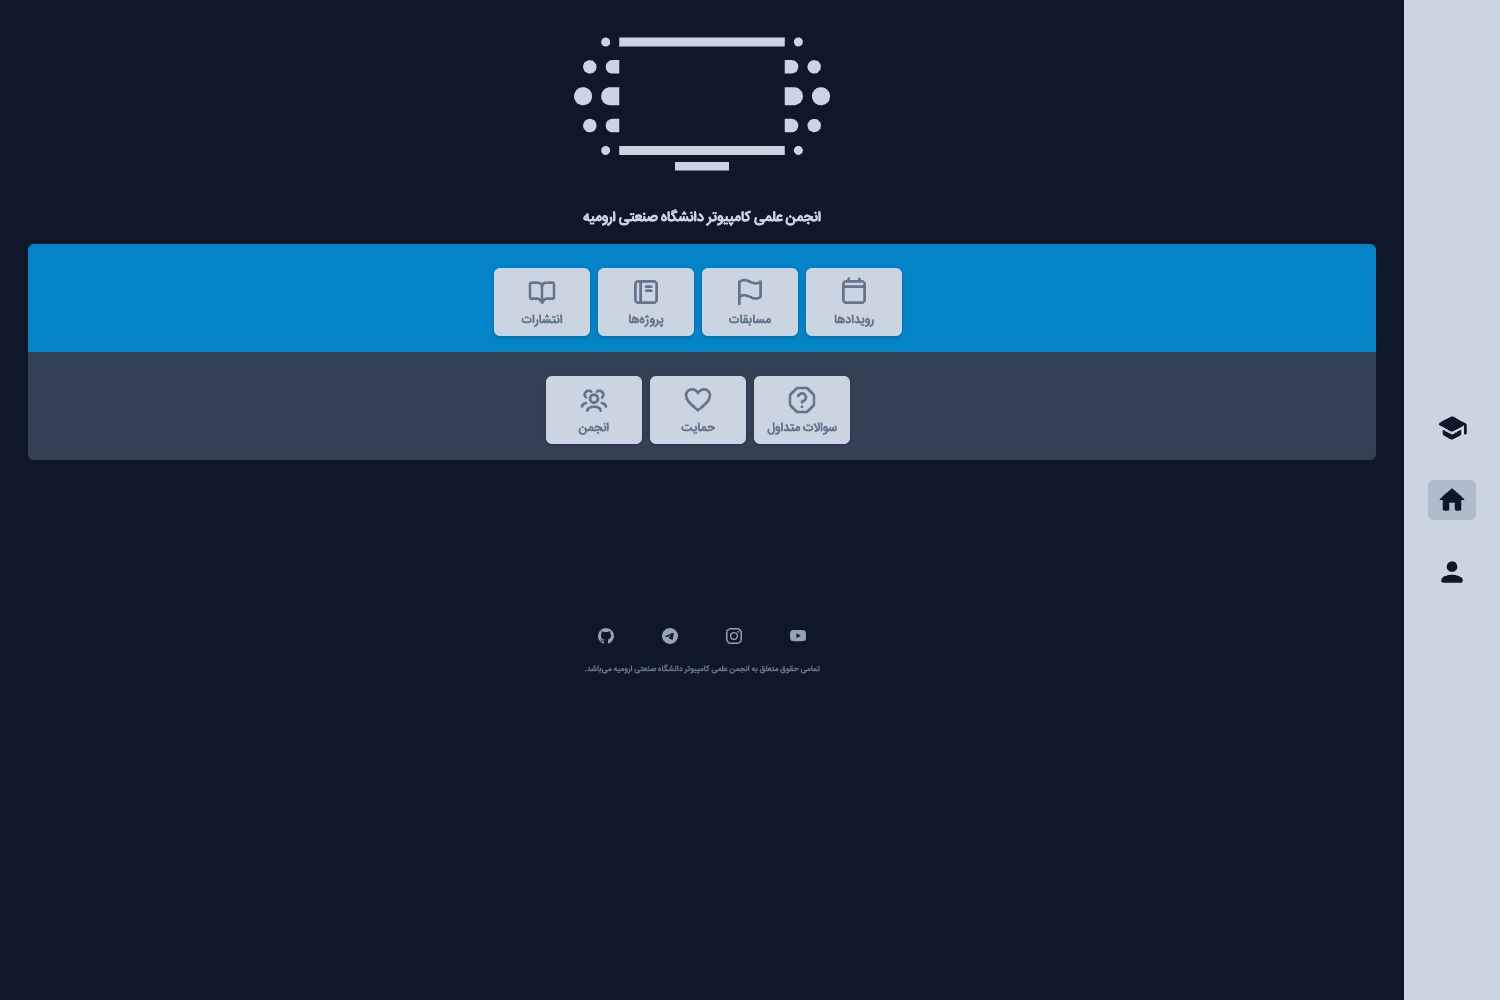 انجمن علمی کامپیوتر دانشگاه صنعتی ارومیه
رویدادها
مسابقات
پروژه‌ها
انتشارات
سوالات متداول
حمایت
انجمن
تمامی حقوق متعلق به انجمن علمی کامپیوتر دانشگاه صنعتی ارومیه می‌باشد.